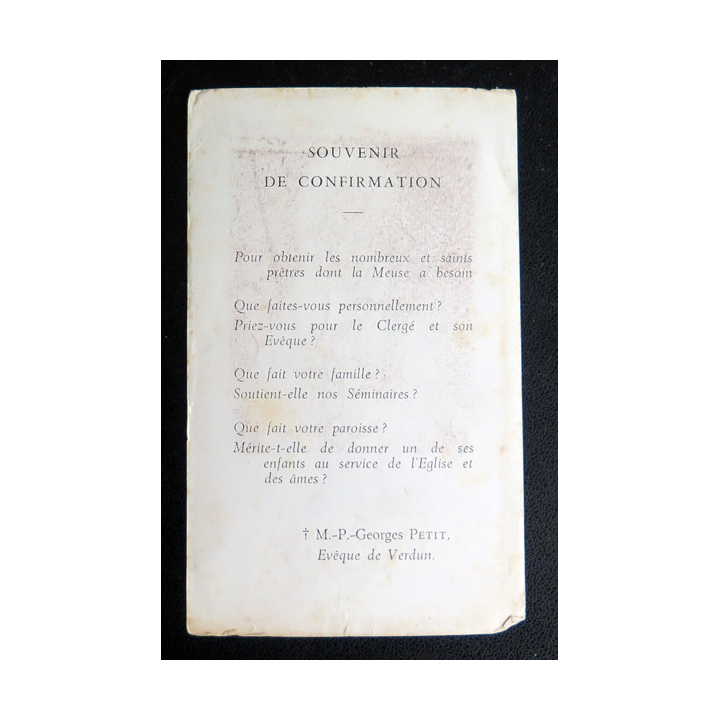 SOUVENIR
DE CONFIRMATION
Pour obtenir les nombreux et saints
prêtres dont la Meuse a besoin
Que faites-vous personnellement ?
Priez-vous pour le Clergé et son
Evêque ?
Que fait votre famille ?
Soutient-elle nos Séminaires ?
Que fait votre paroisse ?
Mérite-t-elle de donner un de ses
enfants au service de l'Eglise et
des âmes ?
† M.-P.-Georges PETIT,
Evêque de Verdun.